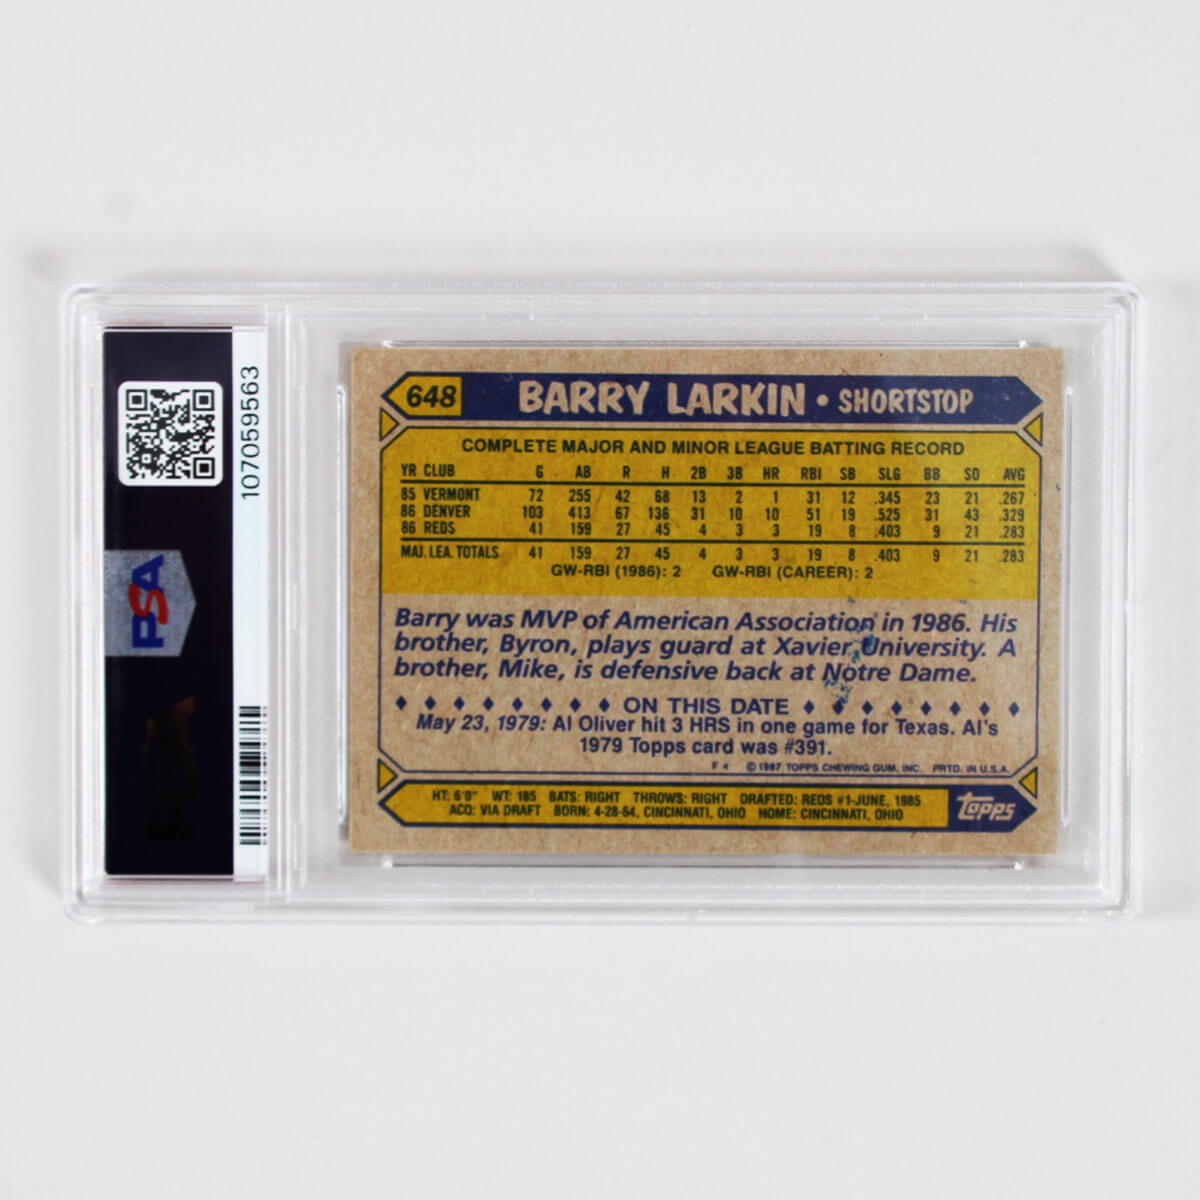 107059563
PSA
648 BARRY LARKIN • SHORTSTOP
COMPLETE MAJOR AND MINOR LEAGUE BATTING RECORD
YR CLUB G AB R H 2B 3B HR RBI SB SLG BB SO AVG
85 VERMONT 72 255 42 68 13 2 1 31 12 .345 23 21 .267
86 DENVER 103 413 67 136 31 10 10 51 19 .525 31 43 .329
86 REDS 41 159 27 45 4 3 3 19 8 .403 9 21 .283
MAJ. LEA. TOTALS 41 159 27 45 4 3 3 19 8 .403 9 21 .283
GW-RBI (1986): 2 GW-RBI (CAREER): 2
Barry was MVP of American Association in 1986. His
brother, Byron, plays guard at Xavier University. A
brother, Mike, is defensive back at Notre Dame.
♦ ♦ ♦ ♦ ♦ ♦ ♦ ♦ ON THIS DATE ♦ ♦ ♦ ♦ ♦ ♦ ♦ ♦
May 23, 1979: Al Oliver hit 3 HRS in one game for Texas. Al's
1979 Topps card was #391.
F* ©1987 TOPPS CHEWING GUM, INC. PRTD. IN U.S.A.
HT: 6'0" WT: 185 BATS: RIGHT THROWS: RIGHT DRAFTED: REDS #1-JUNE, 1985
ACQ: VIA DRAFT BORN: 4-28-64, CINCINNATI, OHIO HOME: CINCINNATI, OHIO
topps